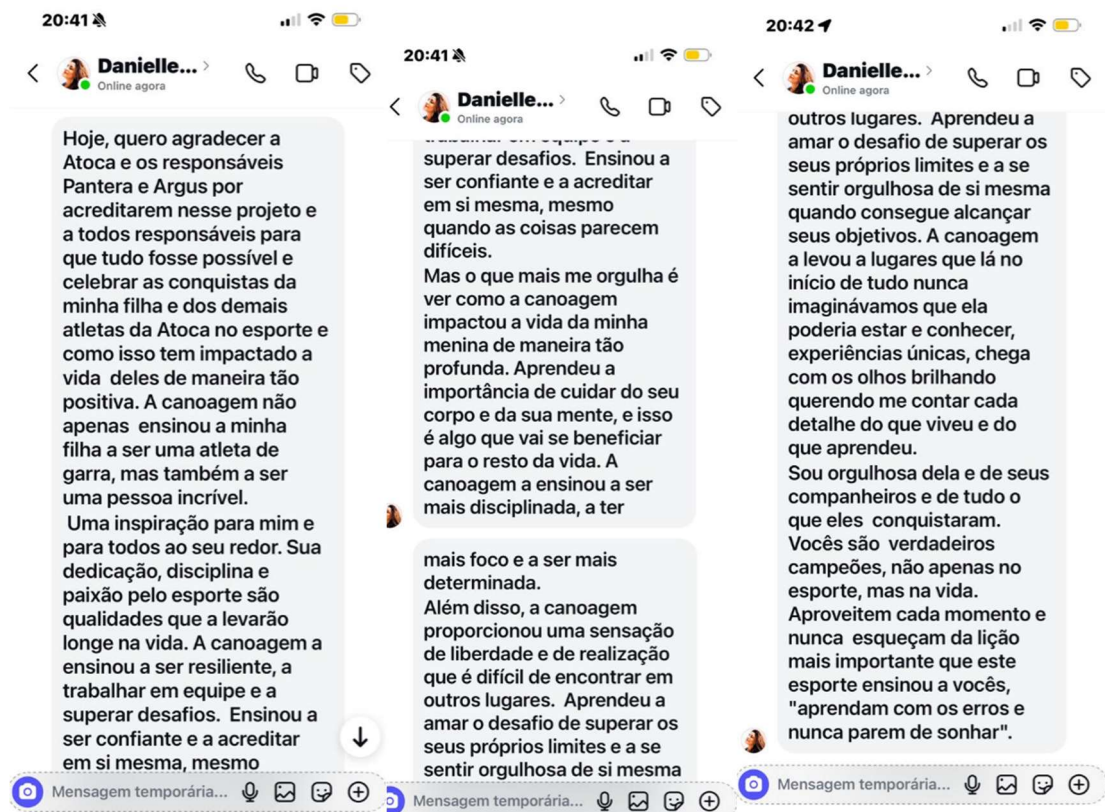 20:41
Danielle...
Online agora
Hoje, quero agradecer a
Atoca e os responsáveis
Pantera e Argus por
acreditarem nesse projeto e
a todos responsáveis para
que tudo fosse possível e
celebrar as conquistas da
minha filha e dos demais
atletas da Atoca no esporte e
como isso tem impactado a
vida deles de maneira tão
positiva. A canoagem não
apenas ensinou a minha
filha a ser uma atleta de
garra, mas também a ser
uma pessoa incrível.
Uma inspiração para mim e
para todos ao seu redor. Sua
dedicação, disciplina e
paixão pelo esporte são
qualidades que a levarão
longe na vida. A canoagem a
ensinou a ser resiliente, a
trabalhar em equipe e a
superar desafios. Ensinou a
ser confiante e a acreditar
em si mesma, mesmo
Mensagem temporária...
20:41
Danielle...
Online agora
trabalhar em equipe e a
superar desafios. Ensinou a
ser confiante e a acreditar
em si mesma, mesmo
quando as coisas parecem
difíceis.
Mas o que mais me orgulha é
ver como a canoagem
impactou a vida da minha
menina de maneira tão
profunda. Aprendeu a
importância de cuidar do seu
corpo e da sua mente, e isso
é algo que vai se beneficiar
para o resto da vida. A
canoagem a ensinou a ser
mais disciplinada, a ter
mais foco e a ser mais
determinada.
Além disso, a canoagem
proporcionou uma sensação
de liberdade e de realização
que é difícil de encontrar em
outros lugares. Aprendeu a
amar o desafio de superar os
seus próprios limites e a se
sentir orgulhosa de si mesma
Mensagem temporária...
20:42
Danielle...
Online agora
outros lugares. Aprendeu a
amar o desafio de superar os
seus próprios limites e a se
sentir orgulhosa de si mesma
quando consegue alcançar
seus objetivos. A canoagem
a levou a lugares que lá no
início de tudo nunca
imaginávamos que ela
poderia estar e conhecer,
experiências únicas, chega
com os olhos brilhando
querendo me contar cada
detalhe do que viveu e do
que aprendeu.
Sou orgulhosa dela e de seus
companheiros e de tudo o
que eles conquistaram.
Vocês são verdadeiros
campeões, não apenas no
esporte, mas na vida.
Aproveitem cada momento e
nunca esqueçam da lição
mais importante que este
esporte ensinou a vocês,
"aprendam com os erros e
nunca parem de sonhar".
Mensagem temporária...